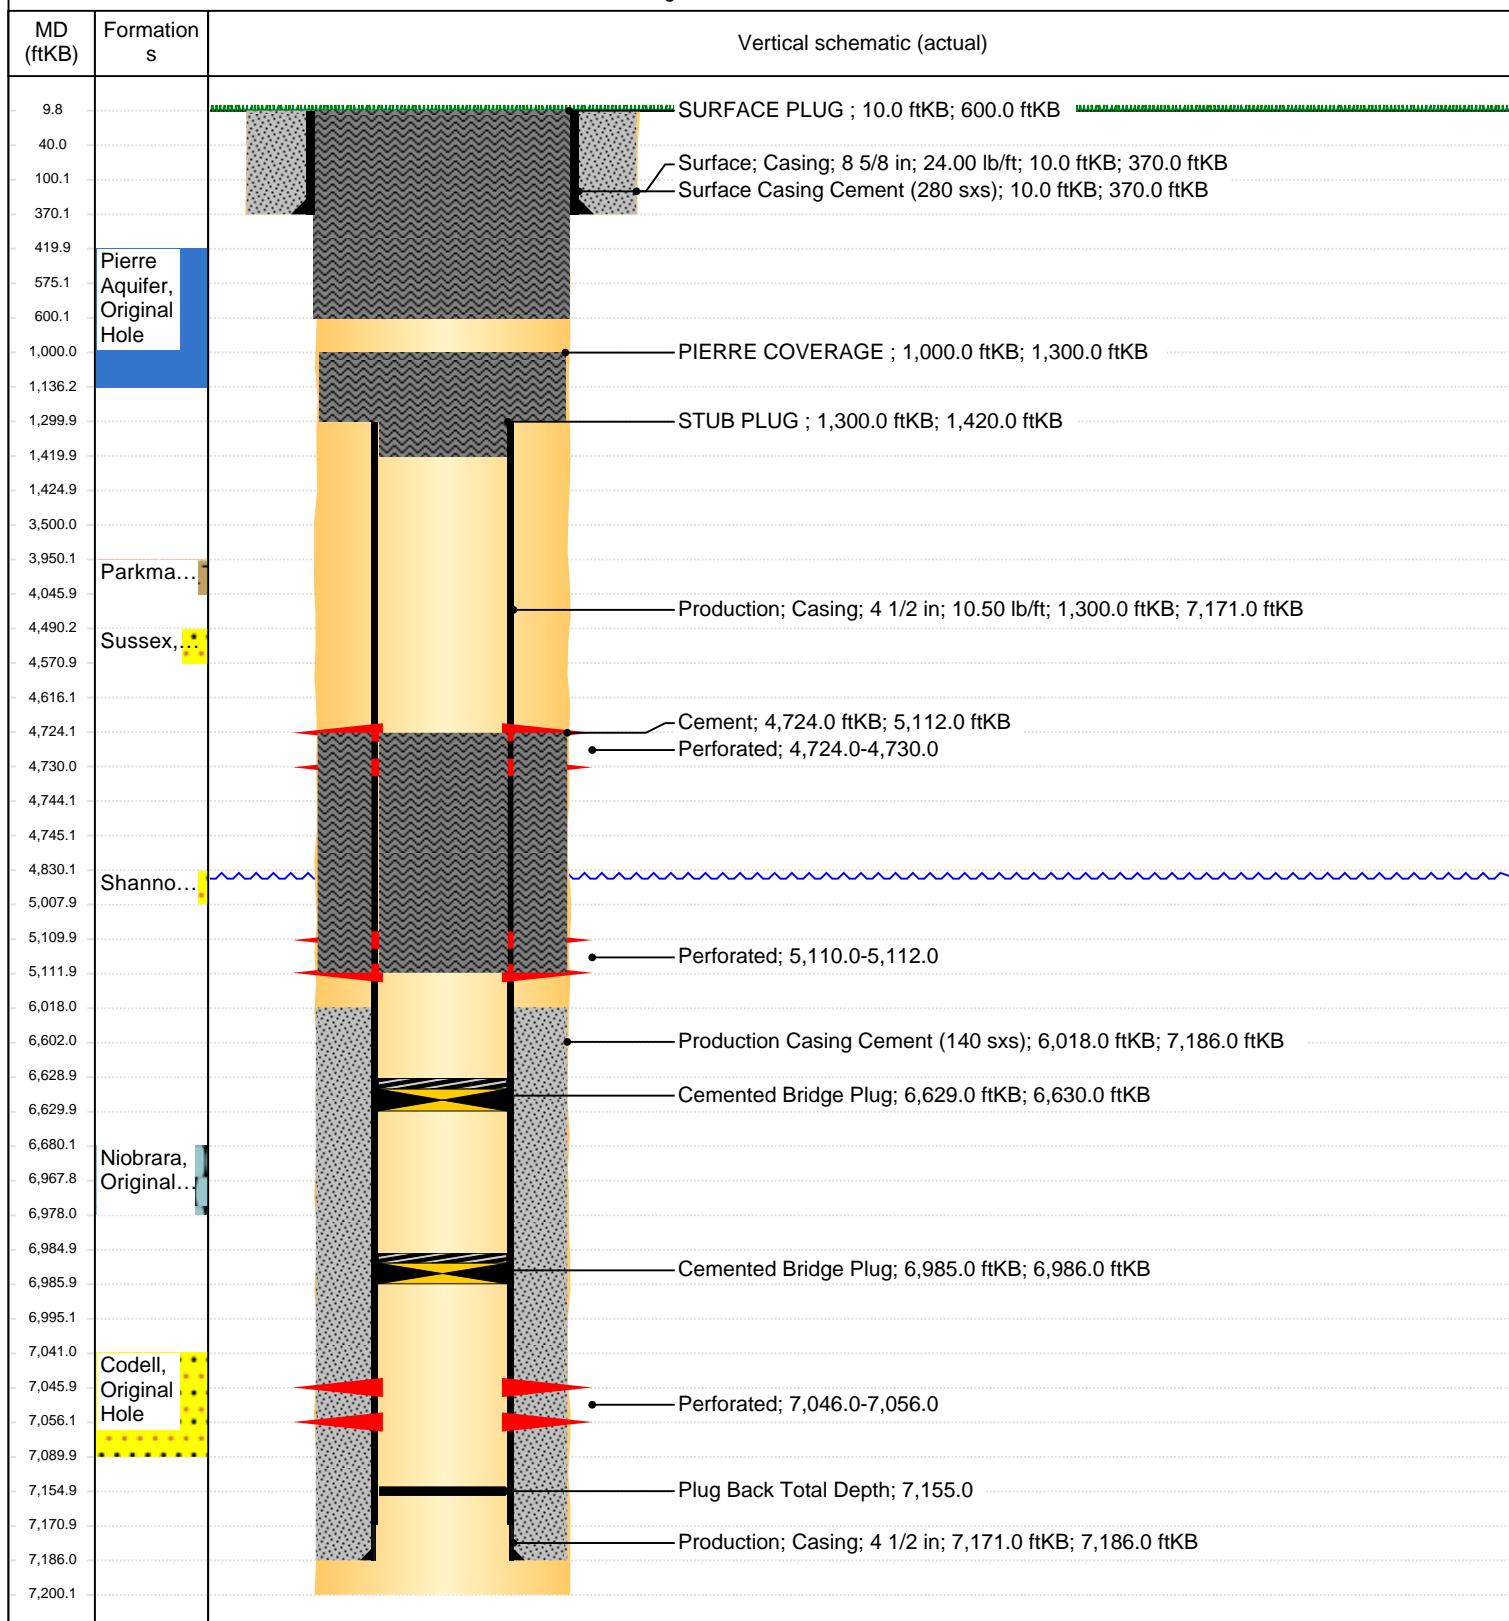 MD
(ftKB)
Formation
s
Vertical schematic (actual)
9.8
40.0
100.1
370.1
419.9
575.1
600.1
1,000.0
1,136.2
1,299.9
1,419.9
1,424.9
3,500.0
3,950.1
4,045.9
4,490.2
4,570.9
4,616.1
4,724.1
4,730.0
4,744.1
4,745.1
4,830.1
5,007.9
5,109.9
5,111.9
6,018.0
6,602.0
6,628.9
6,629.9
6,680.1
6,967.8
6,978.0
6,984.9
6,985.9
6,995.1
7,041.0
7,045.9
7,056.1
7,089.9
7,154.9
7,170.9
7,186.0
7,200.1
Pierre
Aquifer,
Original
Hole
Parkma...
Sussex,...
Shanno...
Niobrara,
Original...
Codell,
Original
Hole
SURFACE PLUG ; 10.0 ftKB; 600.0 ftKB
Surface; Casing; 8 5/8 in; 24.00 lb/ft; 10.0 ftKB; 370.0 ftKB
Surface Casing Cement (280 sxs); 10.0 ftKB; 370.0 ftKB
PIERRE COVERAGE ; 1,000.0 ftKB; 1,300.0 ftKB
STUB PLUG ; 1,300.0 ftKB; 1,420.0 ftKB
Production; Casing; 4 1/2 in; 10.50 lb/ft; 1,300.0 ftKB; 7,171.0 ftKB
Cement; 4,724.0 ftKB; 5,112.0 ftKB
Perforated; 4,724.0-4,730.0
Perforated; 5,110.0-5,112.0
Production Casing Cement (140 sxs); 6,018.0 ftKB; 7,186.0 ftKB
Cemented Bridge Plug; 6,629.0 ftKB; 6,630.0 ftKB
Cemented Bridge Plug; 6,985.0 ftKB; 6,986.0 ftKB
Perforated; 7,046.0-7,056.0
Plug Back Total Depth; 7,155.0
Production; Casing; 4 1/2 in; 7,171.0 ftKB; 7,186.0 ftKB